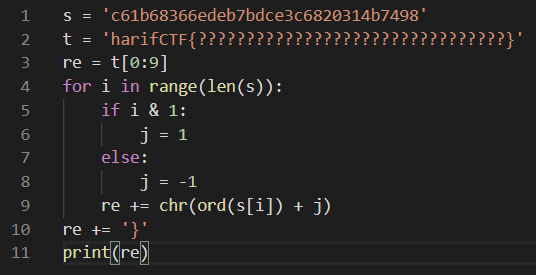 1 s = 'c61b68366edeb7bdce3c6820314b7498'
2 t = 'harifCTF{????????????????????????????????}'
3 re = t[0:9]
4 for i in range(len(s)):
5     if i & 1:
6         j = 1
7     else:
8         j = -1
9     re += chr(ord(s[i]) + j)
10 re += '}'
11 print(re)